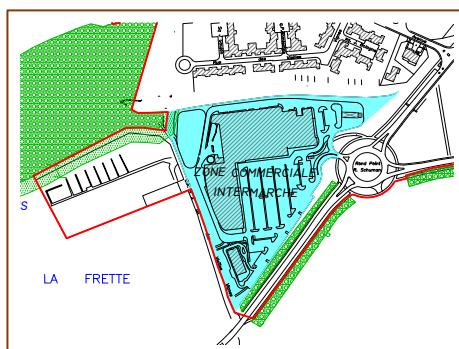 ZONE COMMERCIALE
INTERMARCHE
Rond Point
R. Schuman
S
LA FRETTE